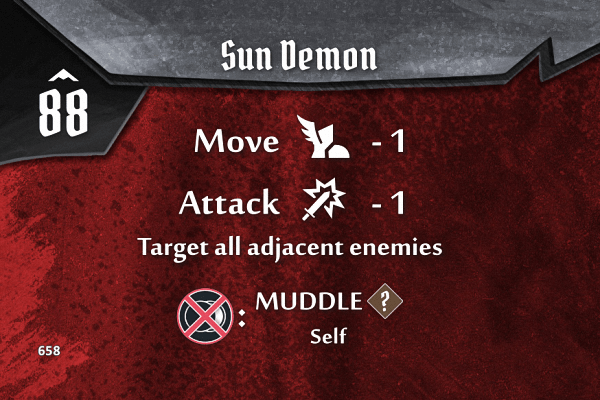 Sun Demon
88
Move - 1
Attack - 1
Target all adjacent enemies
: MUDDLE ?
Self
658